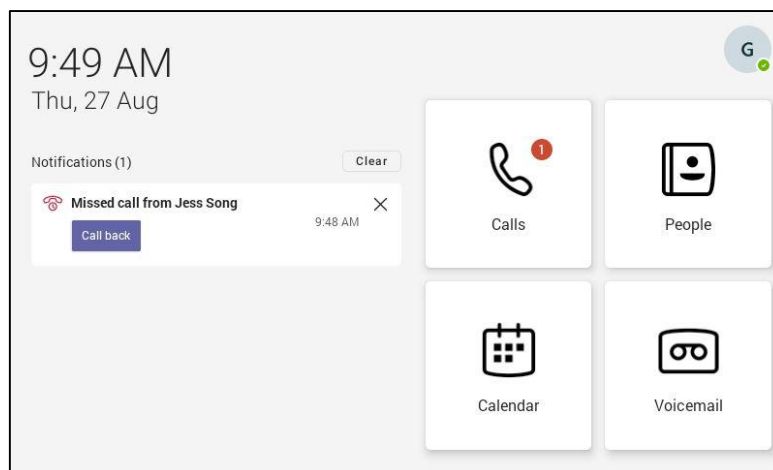 9:49 AM
Thu, 27 Aug
G
Notifications (1)
Clear
Missed call from Jess Song
9:48 AM
Call back
1
Calls
People
Calendar
Voicemail